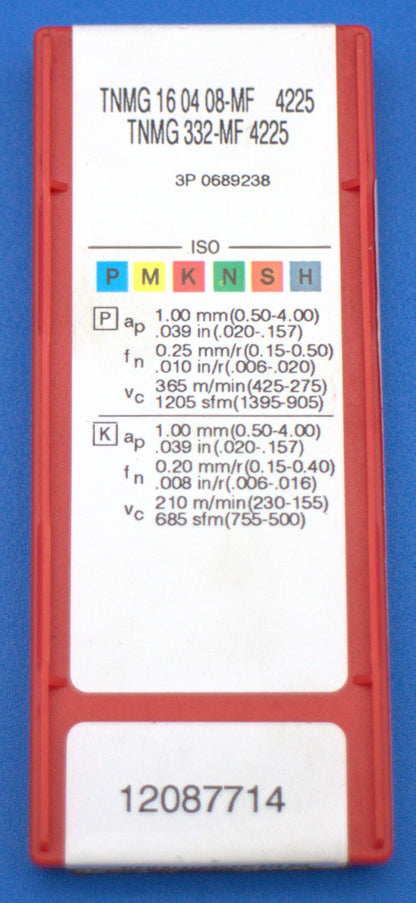 TNMG 16 04 08-MF 4225
TNMG 332-MF 4225
3P 0689238
ISO
P M K N S H
P ap 1.00 mm(0.50-4.00)
.039 in(.020-.157)
fn 0.25 mm/r(0.15-0.50)
.010 in/r(.006-.020)
vc 365 m/min(425-275)
1205 sfm(1395-905)
K ap 1.00 mm(0.50-4.00)
.039 in(.020-.157)
fn 0.20 mm/r(0.15-0.40)
.008 in/r(.006-.016)
vc 210 m/min(230-155)
685 sfm(755-500)
12087714